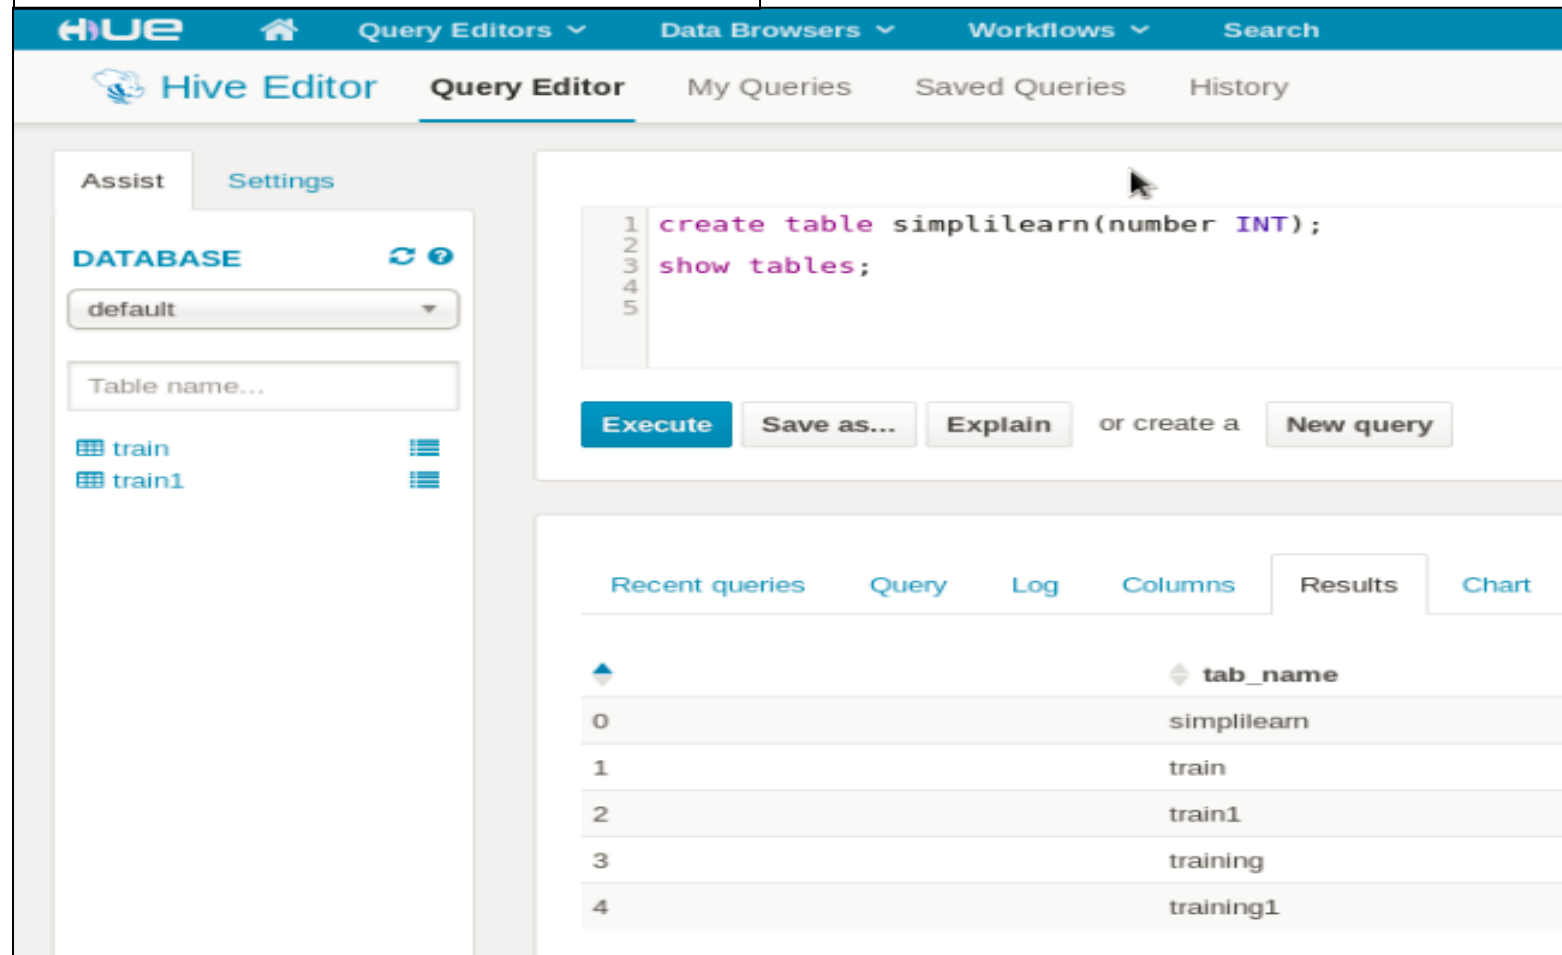 HUE Query Editors Data Browsers Workflows Search
Hive Editor Query Editor My Queries Saved Queries History
Assist Settings
DATABASE
default
Table name...
train
train1
1 create table simplilearn(number INT);
2
3 show tables;
4
5
Execute Save as... Explain or create a New query
Recent queries Query Log Columns Results Chart
tab_name
0 simplilearn
1 train
2 train1
3 training
4 training1